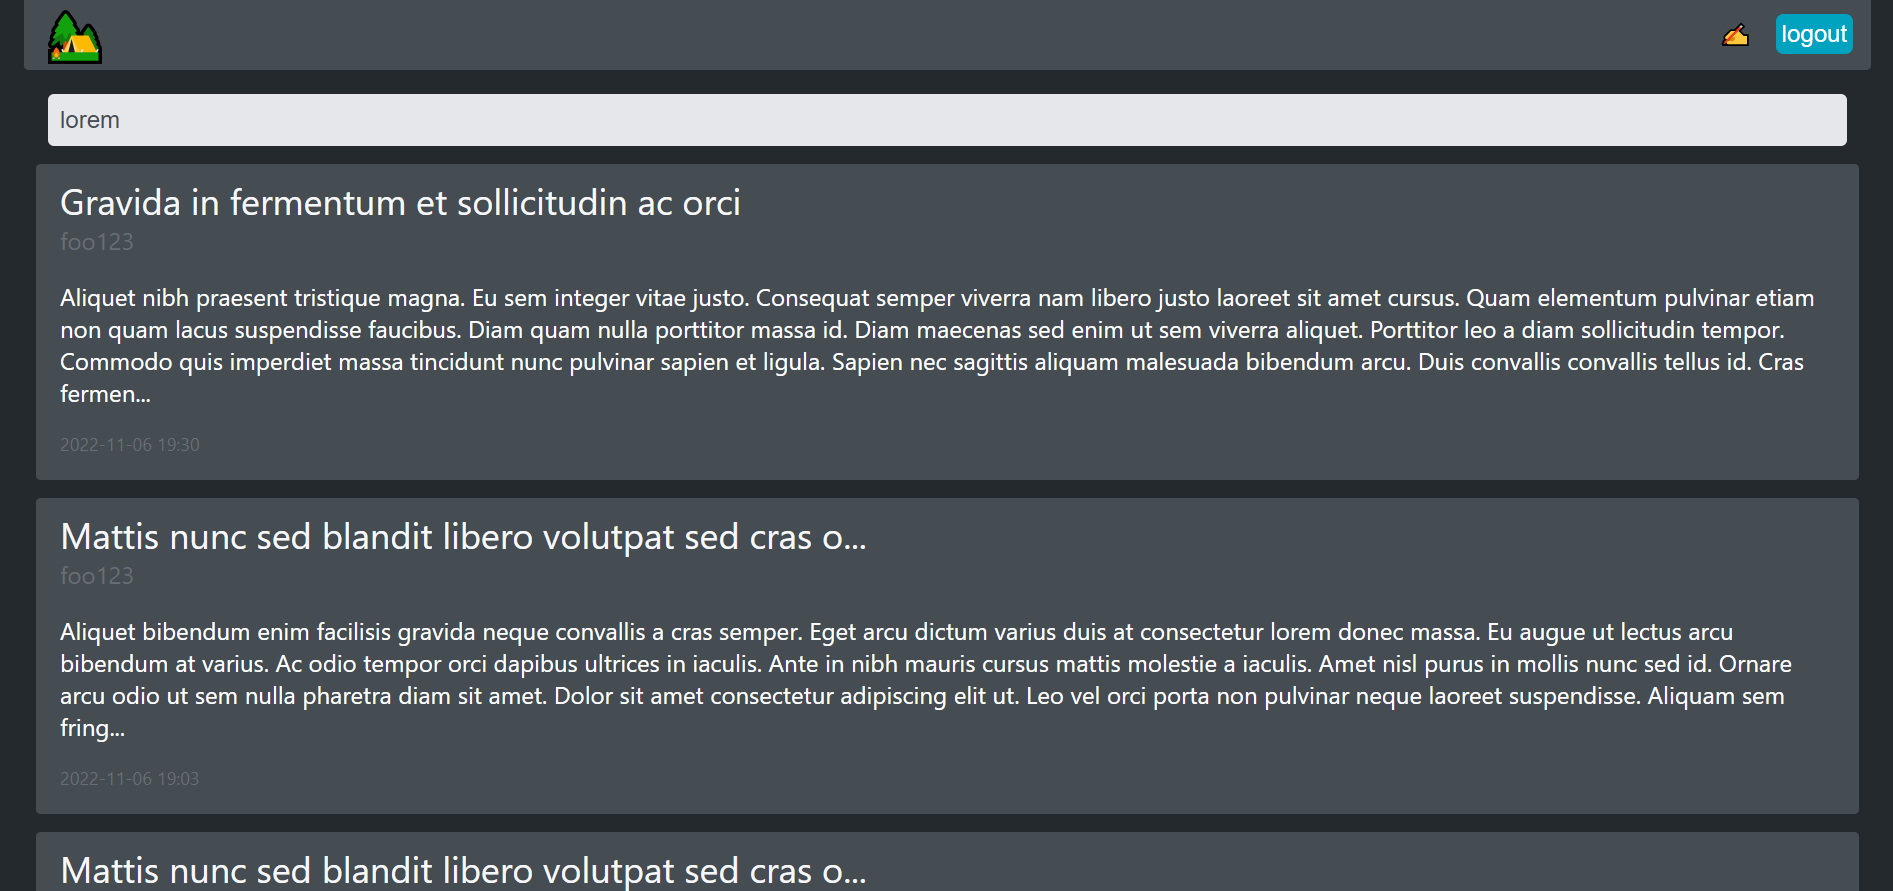 logout
lorem
Gravida in fermentum et sollicitudin ac orci
foo123
Aliquet nibh praesent tristique magna. Eu sem integer vitae justo. Consequat semper viverra nam libero justo laoreet sit amet cursus. Quam elementum pulvinar etiam
non quam lacus suspendisse faucibus. Diam quam nulla porttitor massa id. Diam maecenas sed enim ut sem viverra aliquet. Porttitor leo a diam sollicitudin tempor.
Commodo quis imperdiet massa tincidunt nunc pulvinar sapien et ligula. Sapien nec sagittis aliquam malesuada bibendum arcu. Duis convallis convallis tellus id. Cras
fermen...
2022-11-06 19:30
Mattis nunc sed blandit libero volutpat sed cras o...
foo123
Aliquet bibendum enim facilisis gravida neque convallis a cras semper. Eget arcu dictum varius duis at consectetur lorem donec massa. Eu augue ut lectus arcu
bibendum at varius. Ac odio tempor orci dapibus ultrices in iaculis. Ante in nibh mauris cursus mattis molestie a iaculis. Amet nisl purus in mollis nunc sed id. Ornare
arcu odio ut sem nulla pharetra diam sit amet. Dolor sit amet consectetur adipiscing elit ut. Leo vel orci porta non pulvinar neque laoreet suspendisse. Aliquam sem
fring...
2022-11-06 19:03
Mattis nunc sed blandit libero volutpat sed cras o...